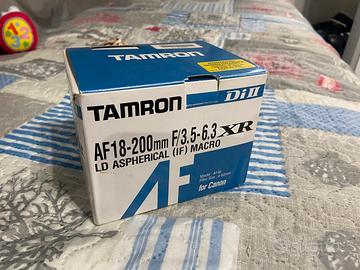 TAMRON
Di II
TAMRON
AF18-200mm F/3.5-6.3 XR
LD ASPHERICAL (IF) MACRO
AF
for Canon